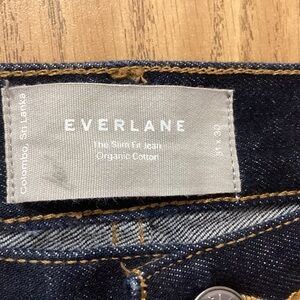 Colombo, Sri Lanka
EVERLANE
The Slim Fit Jean
Organic Cotton
31 x 30